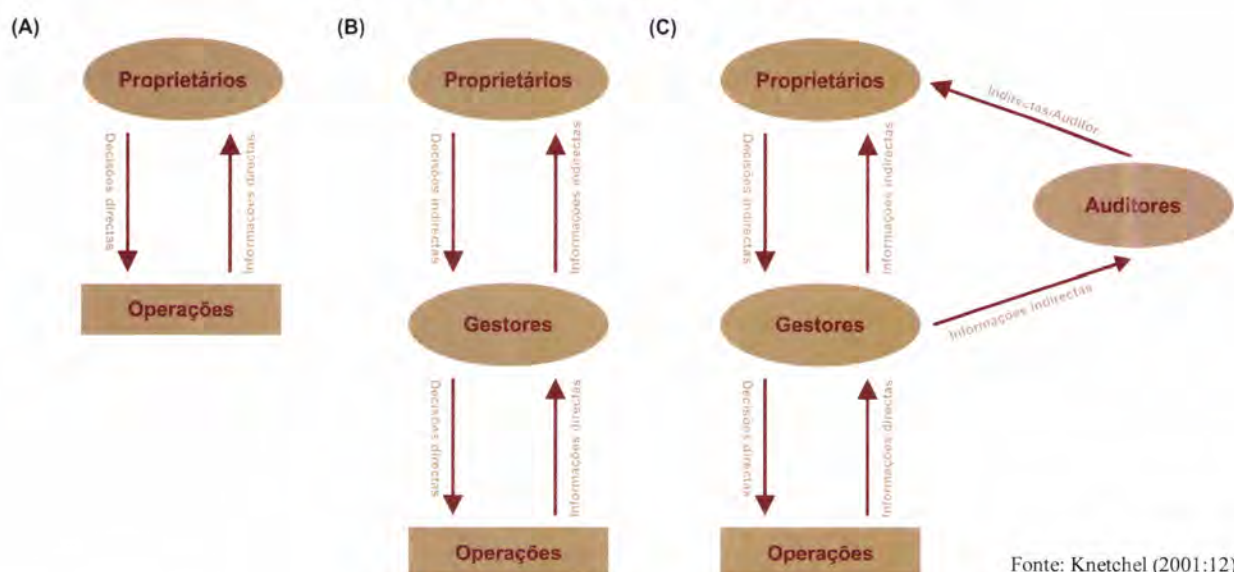 (A)
Proprietários
Decisões directas
Informações directas
Operações
(B)
Proprietários
Decisões indirectas
Informações indirectas
Gestores
Decisões directas
Informações directas
Operações
(C)
Proprietários
Decisões indirectas
Informações indirectas
Indirectas/Auditor
Auditores
Gestores
Informações indirectas
Decisões directas
Informações directas
Operações
Fonte: Knetchel (2001:12)